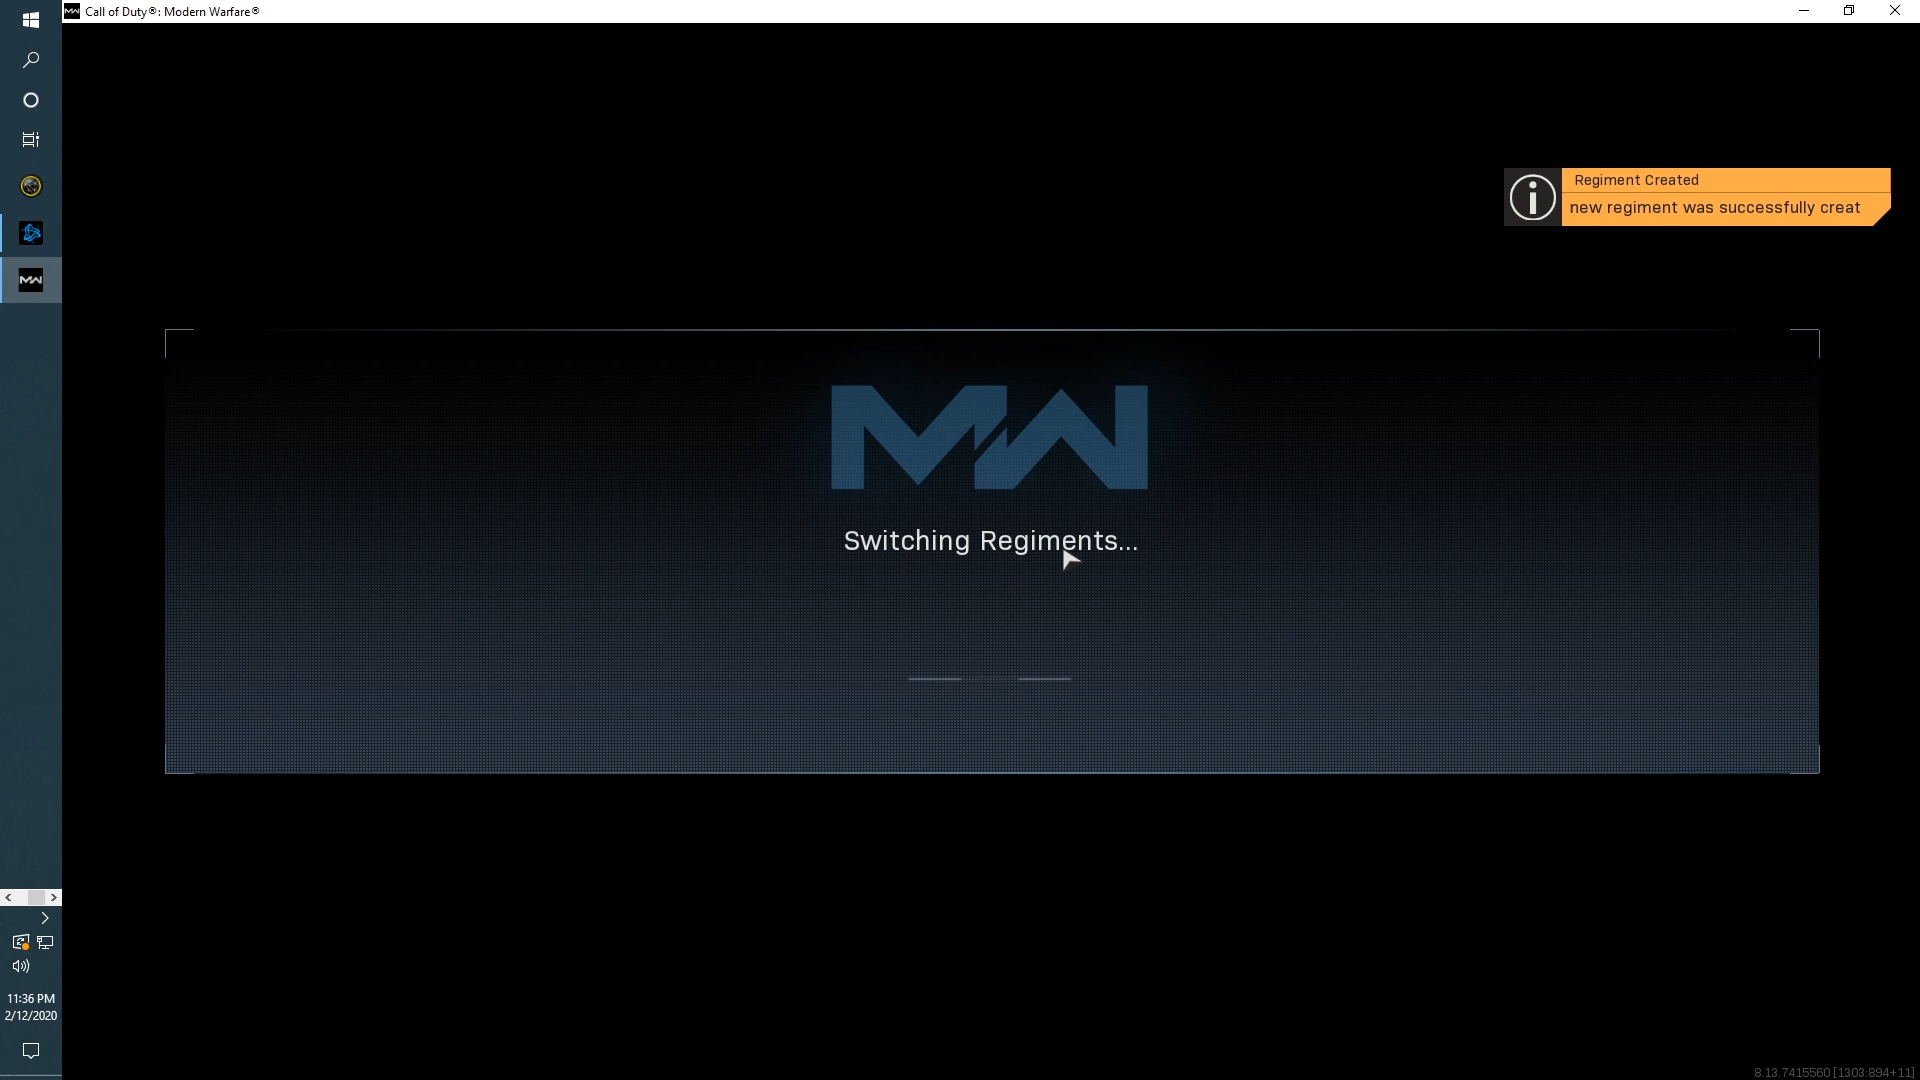 Call of Duty®: Modern Warfare®
Regiment Created
new regiment was successfully creat
MW
Switching Regiments...
MW
11:36 PM
2/12/2020
8.13.7415560 [1303:894+11]